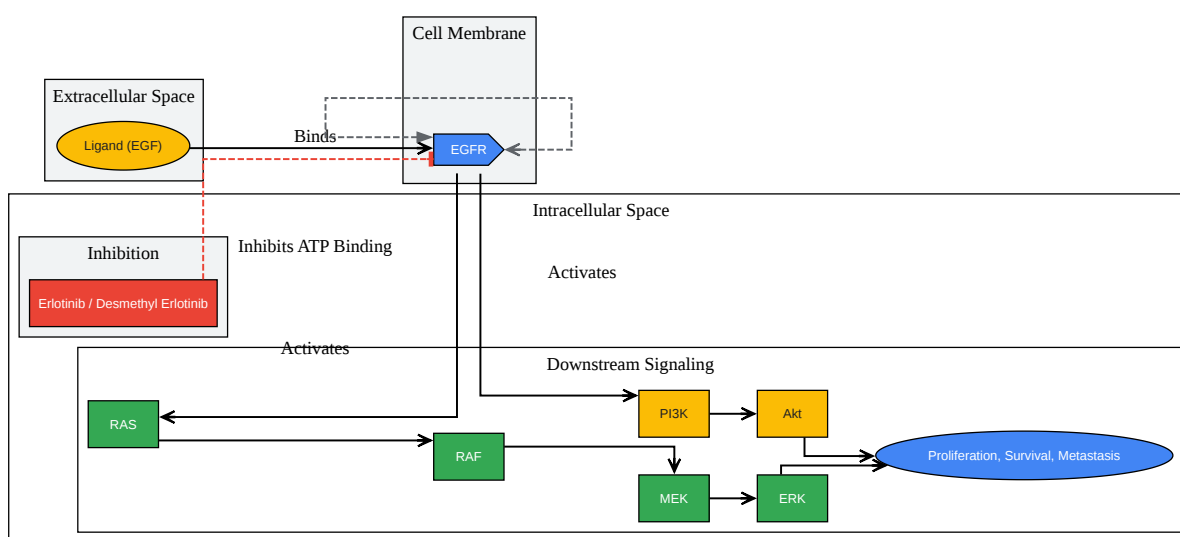 Cell Membrane
Extracellular Space
Ligand (EGF)
Binds
EGFR
Intracellular Space
Inhibition
Inhibits ATP Binding
Activates
Erlotinib / Desmethyl Erlotinib
Activates
Downstream Signaling
PI3K
Akt
RAS
RAF
Proliferation, Survival, Metastasis
MEK
ERK